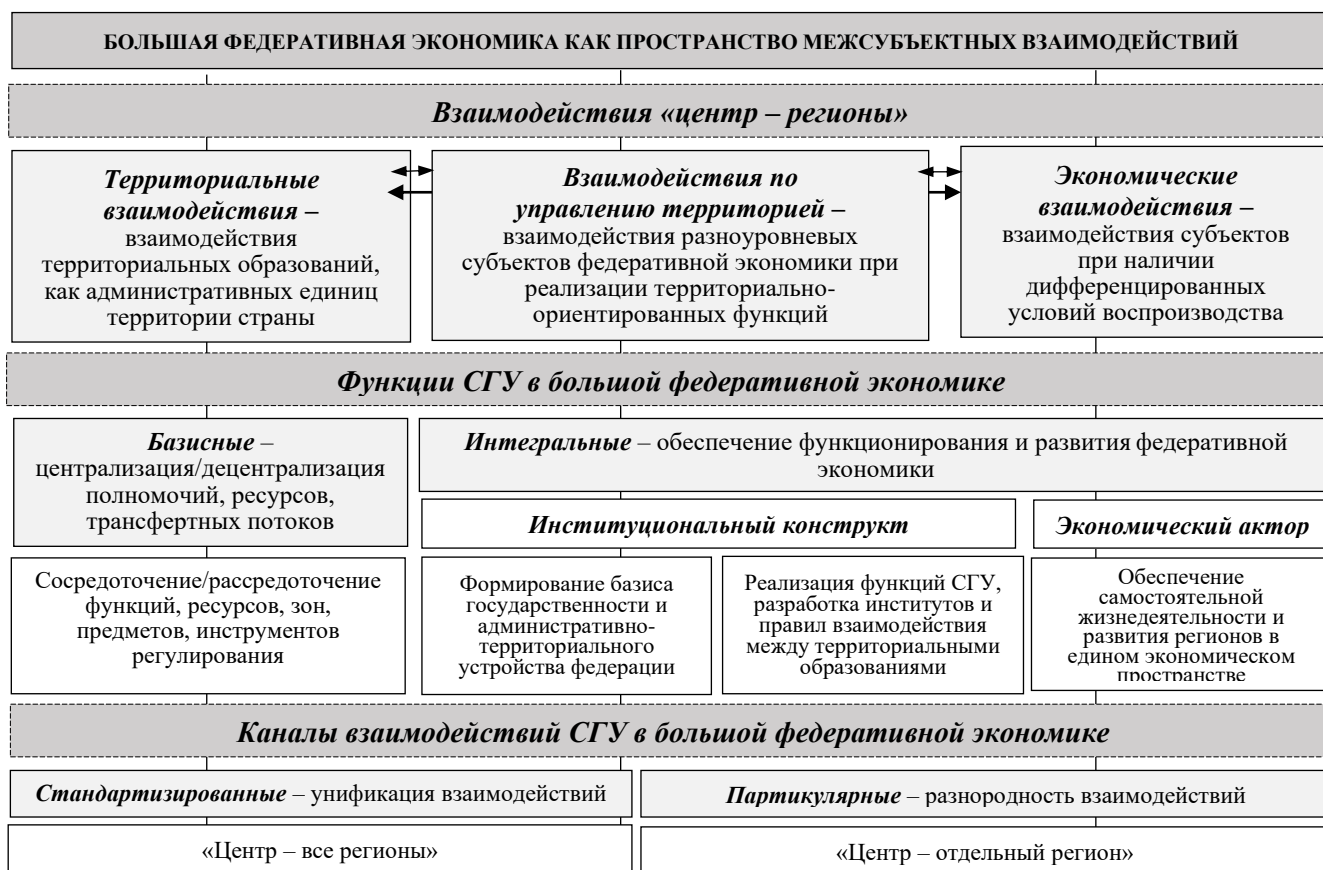 БОЛЬШАЯ ФЕДЕРАТИВНАЯ ЭКОНОМИКА КАК ПРОСТРАНСТВО МЕЖСУБЪЕКТНЫХ ВЗАИМОДЕЙСТВИЙ
Взаимодействия «центр – регионы»
Территориальные
взаимодействия –
взаимодействия
территориальных образований,
как административных единиц
территории страны
Взаимодействия по
управлению территорией –
взаимодействия разноуровневых
субъектов федеративной экономики при
реализации территориально-
ориентированных функций
Экономические
взаимодействия –
взаимодействия субъектов
при наличии
дифференцированных
условий воспроизводства
Функции СГУ в большой федеративной экономике
Базисные –
централизация/децентрализация
полномочий, ресурсов,
трансфертных потоков
Интегральные – обеспечение функционирования и развития федеративной
экономики
Институциональный конструкт
Экономический актор
Сосредоточение/рассредоточение
функций, ресурсов, зон,
предметов, инструментов
регулирования
Формирование базиса
государственности и
административно-
территориального
устройства федерации
Реализация функций СГУ,
разработка институтов и
правил взаимодействия
между территориальными
образованиями
Обеспечение
самостоятельной
жизнедеятельности и
развития регионов в
едином экономическом
пространстве
Каналы взаимодействий СГУ в большой федеративной экономике
Стандартизированные – унификация взаимодействий
Партикулярные – разнородность взаимодействий
«Центр – все регионы»
«Центр – отдельный регион»